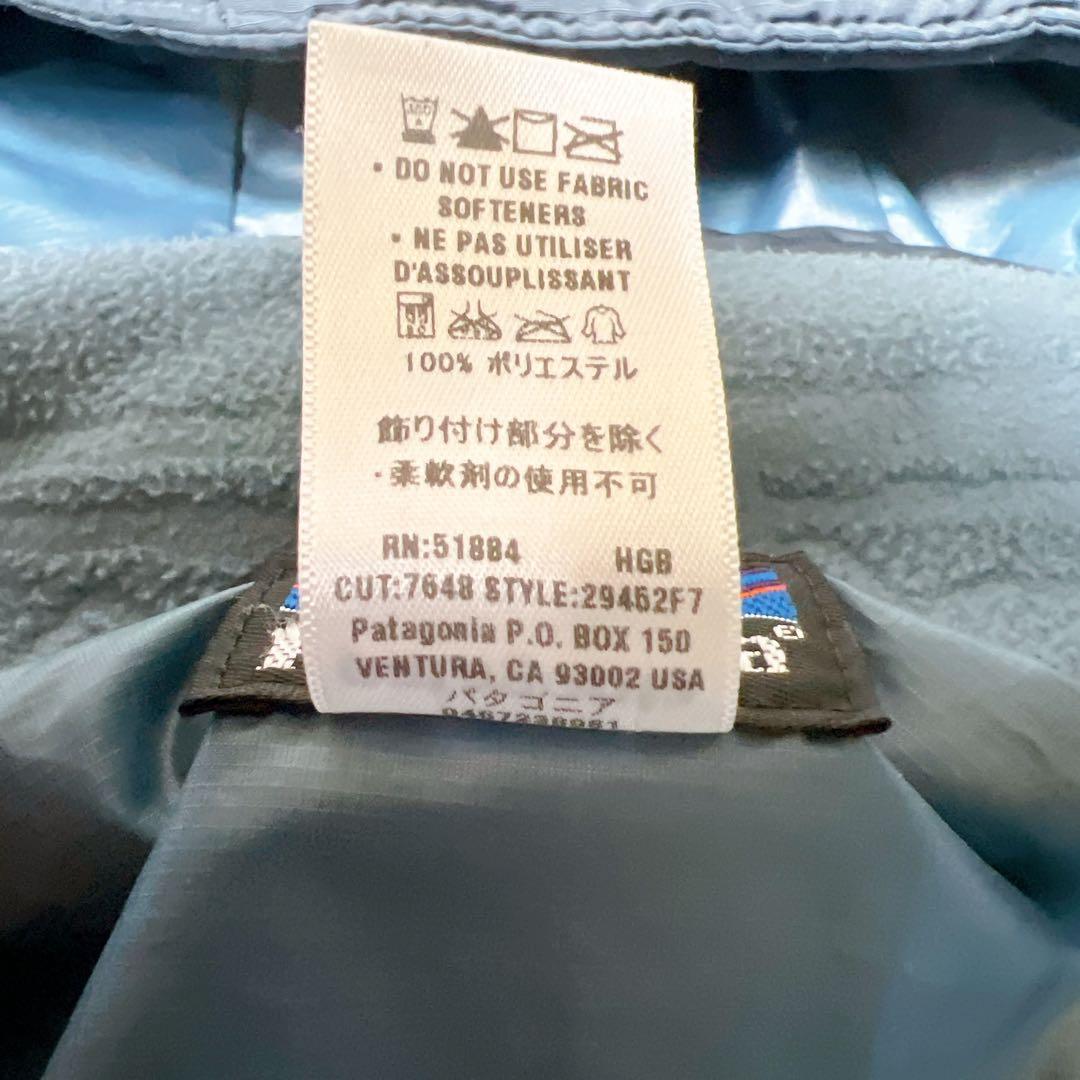 • DO NOT USE FABRIC
SOFTENERS
• NE PAS UTILISER
D'ASSOUPLISSANT
100% ポリエステル
飾り付け部分を除く
・柔軟剤の使用不可
RN:51884 HGB
CUT:7648 STYLE:29452F7
Patagonia P.O. BOX 150
VENTURA, CA 93002 USA
パタゴニア